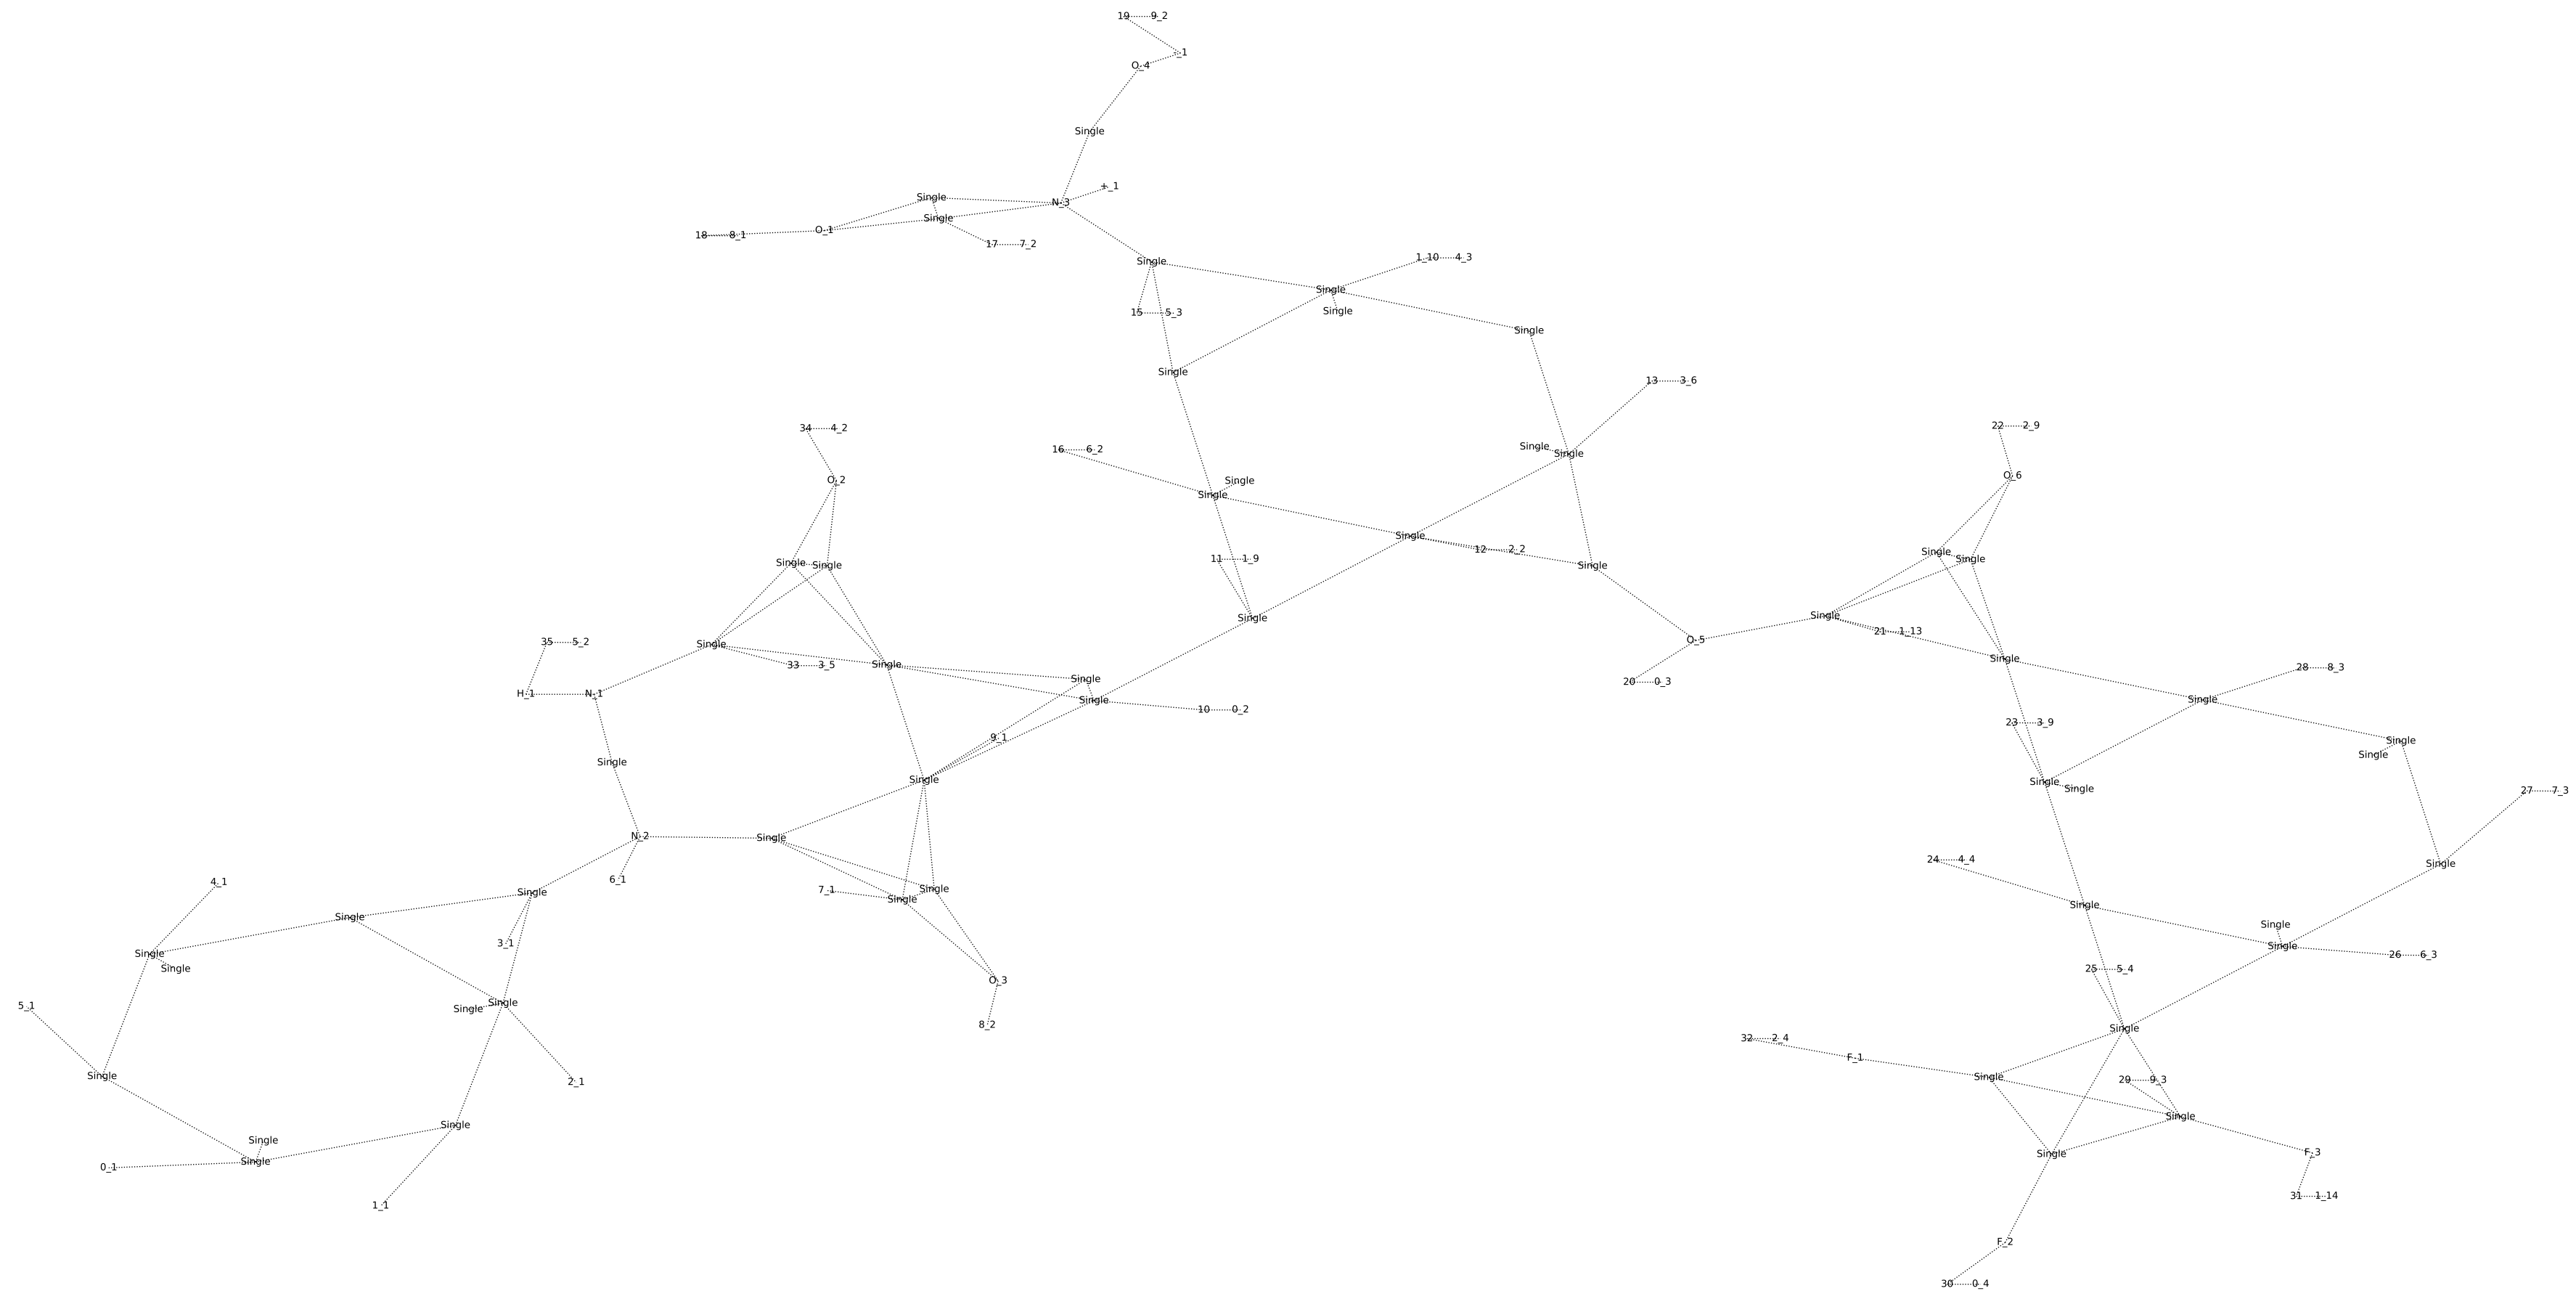 19 9_2
-_1
O_4
Single
+_1
Single N_3
Single
O_1
18 8_1
17 7_2
Single
1_10 4_3
Single
15 5_3 Single
Single
Single
13 3_6
34 4_2
22 2_9
Single
16 6_2
Single
O_6
O_2 Single
Single
Single
12 2_2
Single
11 1_9
Single
Single Single
Single
Single
Single
21 1_13
O_5
35 5_2
Single
Single
33 3_5 Single
28 8_3
Single
20 0_3
H_1 N_1
Single
Single
10 0_2
23 3_9
9_1
Single
Single
Single
Single
Single
Single
27 7_3
N_2 Single
24 4_4
Single
6_1
4_1
Single
7_1 Single
Single
Single
Single
Single
3_1
Single
Single
26 6_3
Single
25 5_4
O_3
5_1
Single
Single
8_2
Single
32 2_4
F_1
Single
Single
29 9_3
2_1
Single
Single
Single
F_3
Single
Single
0_1
31 1_14
1_1
F_2
30 0_4